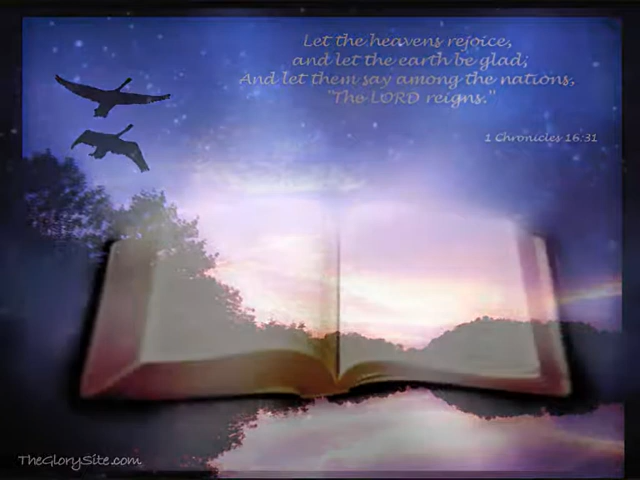 Let the heavens rejoice,
and let the earth be glad;
And let them say among the nations,
"The LORD reigns."
1 Chronicles 16:31
TheGlorySite.com